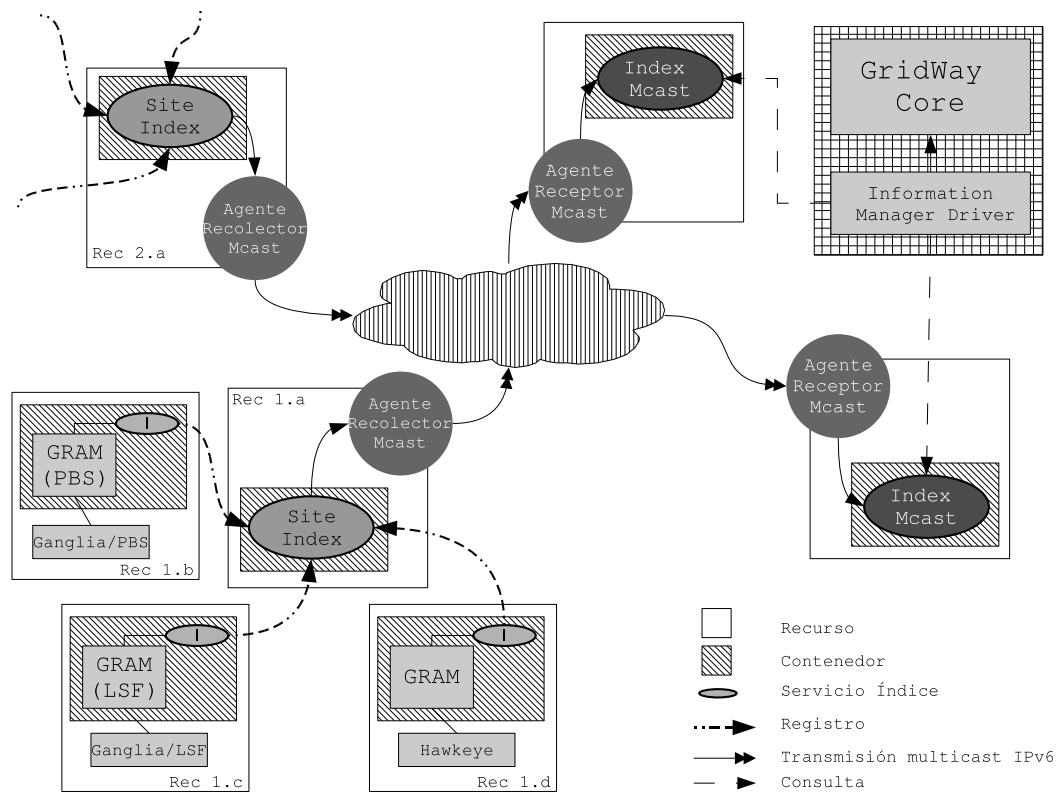 Site
Index
Agente
Recolector
Mcast
Rec 2.a
Index
Mcast
Agente
Receptor
Mcast
GridWay
Core
Information
Manager Driver
Agente
Receptor
Mcast
Index
Mcast
Rec 1.a
Agente
Recolector
Mcast
Site
Index
I
GRAM
(PBS)
Ganglia/PBS
Rec 1.b
I
GRAM
(LSF)
Ganglia/LSF
Rec 1.c
I
GRAM
Hawkeye
Rec 1.d
Recurso
Contenedor
Servicio Índice
Registro
Transmisión multicast IPv6
Consulta